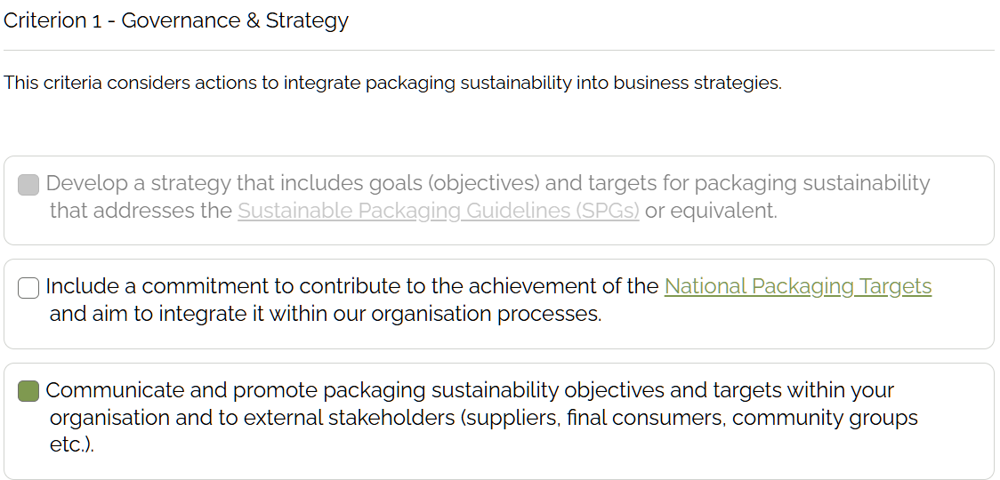 Criterion 1 - Governance & Strategy
This criteria considers actions to integrate packaging sustainability into business strategies.
Develop a strategy that includes goals (objectives) and targets for packaging sustainability
that addresses the Sustainable Packaging Guidelines (SPGs) or equivalent.
Include a commitment to contribute to the achievement of the National Packaging Targets
and aim to integrate it within our organisation processes.
Communicate and promote packaging sustainability objectives and targets within your
organisation and to external stakeholders (suppliers, final consumers, community groups
etc.).